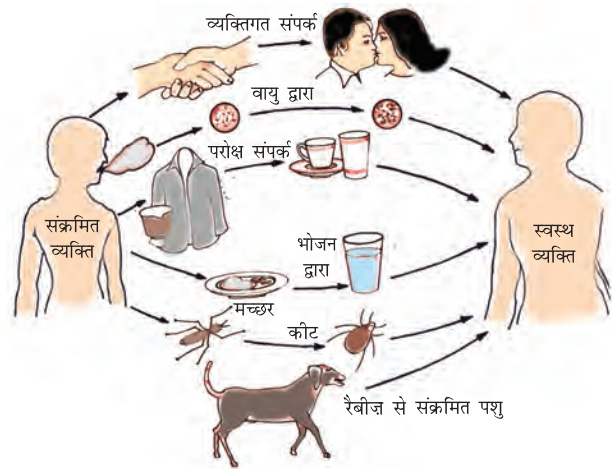 व्यक्तिगत संपर्क
वायु द्वारा
परोक्ष संपर्क
संक्रमित
व्यक्ति
स्वस्थ
व्यक्ति
भोजन
द्वारा
मच्छर
कीट
रैबीज़ से संक्रमित पशु